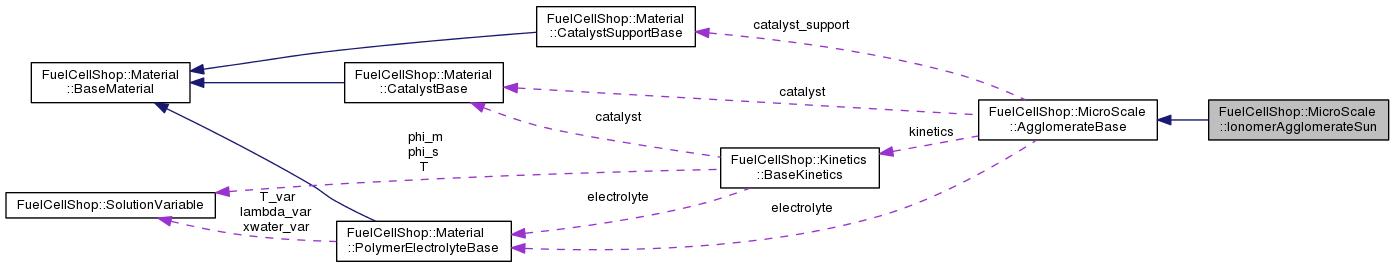 FuelCellShop::Material
::CatalystSupportBase
catalyst_support
FuelCellShop::Material
::BaseMaterial
FuelCellShop::Material
::CatalystBase
catalyst
catalyst
FuelCellShop::MicroScale
::AgglomerateBase
FuelCellShop::MicroScale
::IonomerAgglomerateSun
kinetics
phi_m
phi_s
T
FuelCellShop::Kinetics
::BaseKinetics
FuelCellShop::SolutionVariable
T_var
lambda_var
xwater_var
electrolyte
electrolyte
FuelCellShop::Material
::PolymerElectrolyteBase